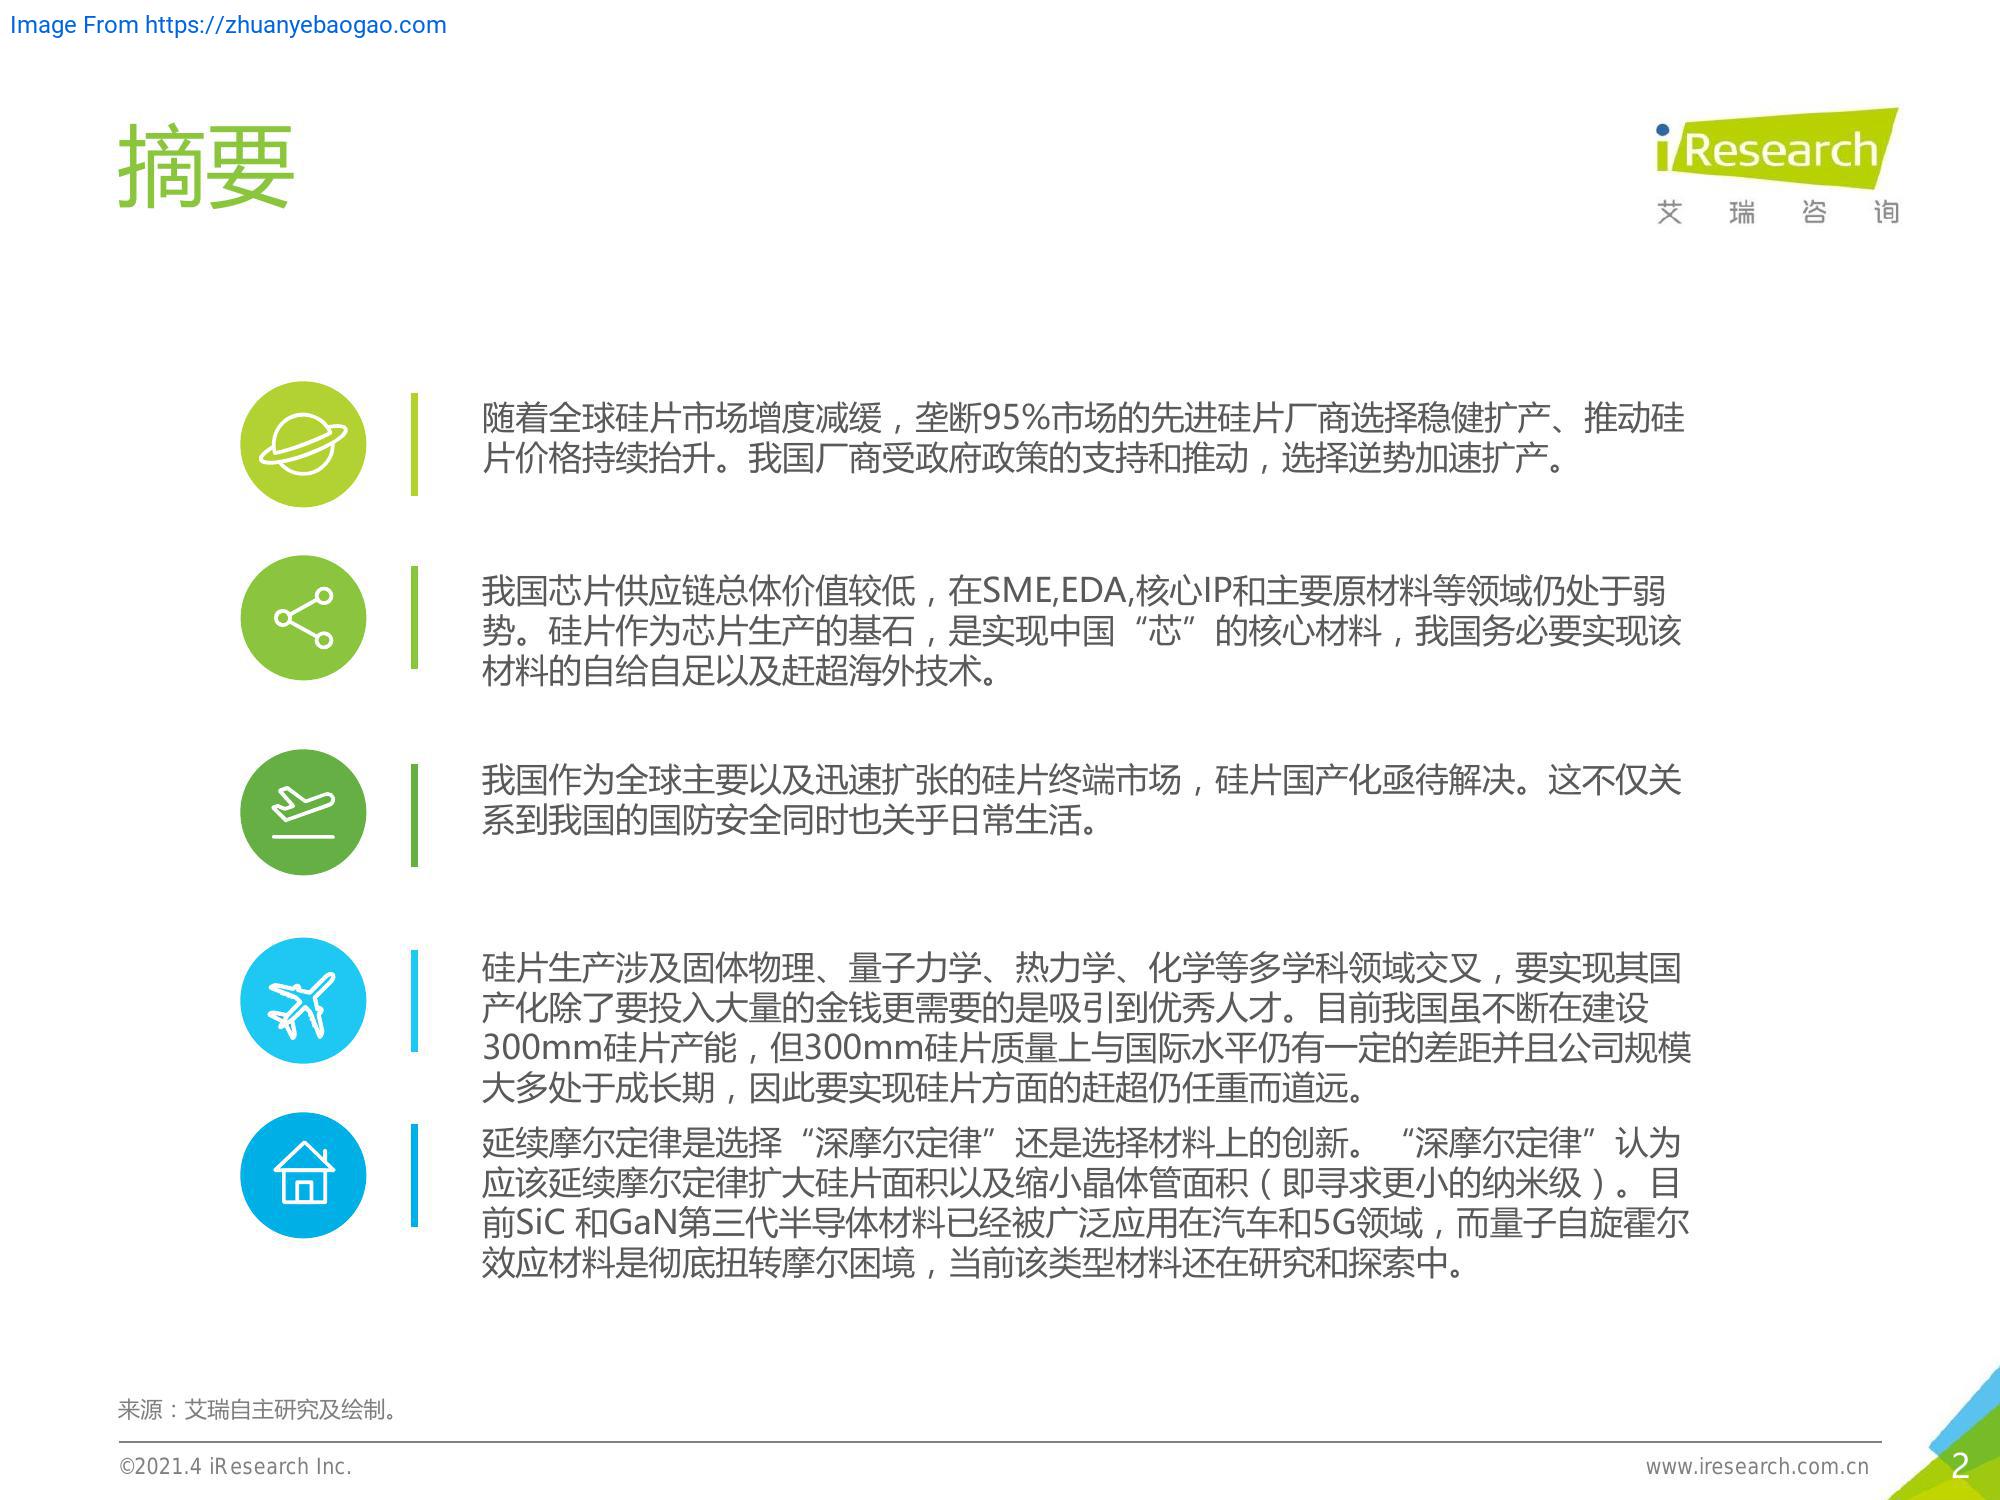 Image From https://zhuanyebaogao.com
摘要
iResearch
艾瑞咨询
随着全球硅片市场增度减缓，垄断95%市场的先进硅片厂商选择稳健扩产、推动硅
片价格持续抬升。我国厂商受政府政策的支持和推动，选择逆势加速扩产。
我国芯片供应链总体价值较低，在SME,EDA,核心IP和主要原材料等领域仍处于弱
势。硅片作为芯片生产的基石，是实现中国“芯”的核心材料，我国务必要实现该
材料的自给自足以及赶超海外技术。
我国作为全球主要以及迅速扩张的硅片终端市场，硅片国产化亟待解决。这不仅关
系到我国的国防安全同时也关乎日常生活。
硅片生产涉及固体物理、量子力学、热力学、化学等多学科领域交叉，要实现其国
产化除了要投入大量的金钱更需要的是吸引到优秀人才。目前我国虽不断在建设
300mm硅片产能，但300mm硅片质量上与国际水平仍有一定的差距并且公司规模
大多处于成长期，因此要实现硅片方面的赶超仍任重而道远。
延续摩尔定律是选择“深摩尔定律”还是选择材料上的创新。“深摩尔定律”认为
应该延续摩尔定律扩大硅片面积以及缩小晶体管面积（即寻求更小的纳米级）。目
前SiC 和GaN第三代半导体材料已经被广泛应用在汽车和5G领域，而量子自旋霍尔
效应材料是彻底扭转摩尔困境，当前该类型材料还在研究和探索中。
来源：艾瑞自主研究及绘制。
©2021.4 iResearch Inc.
www.iresearch.com.cn
2